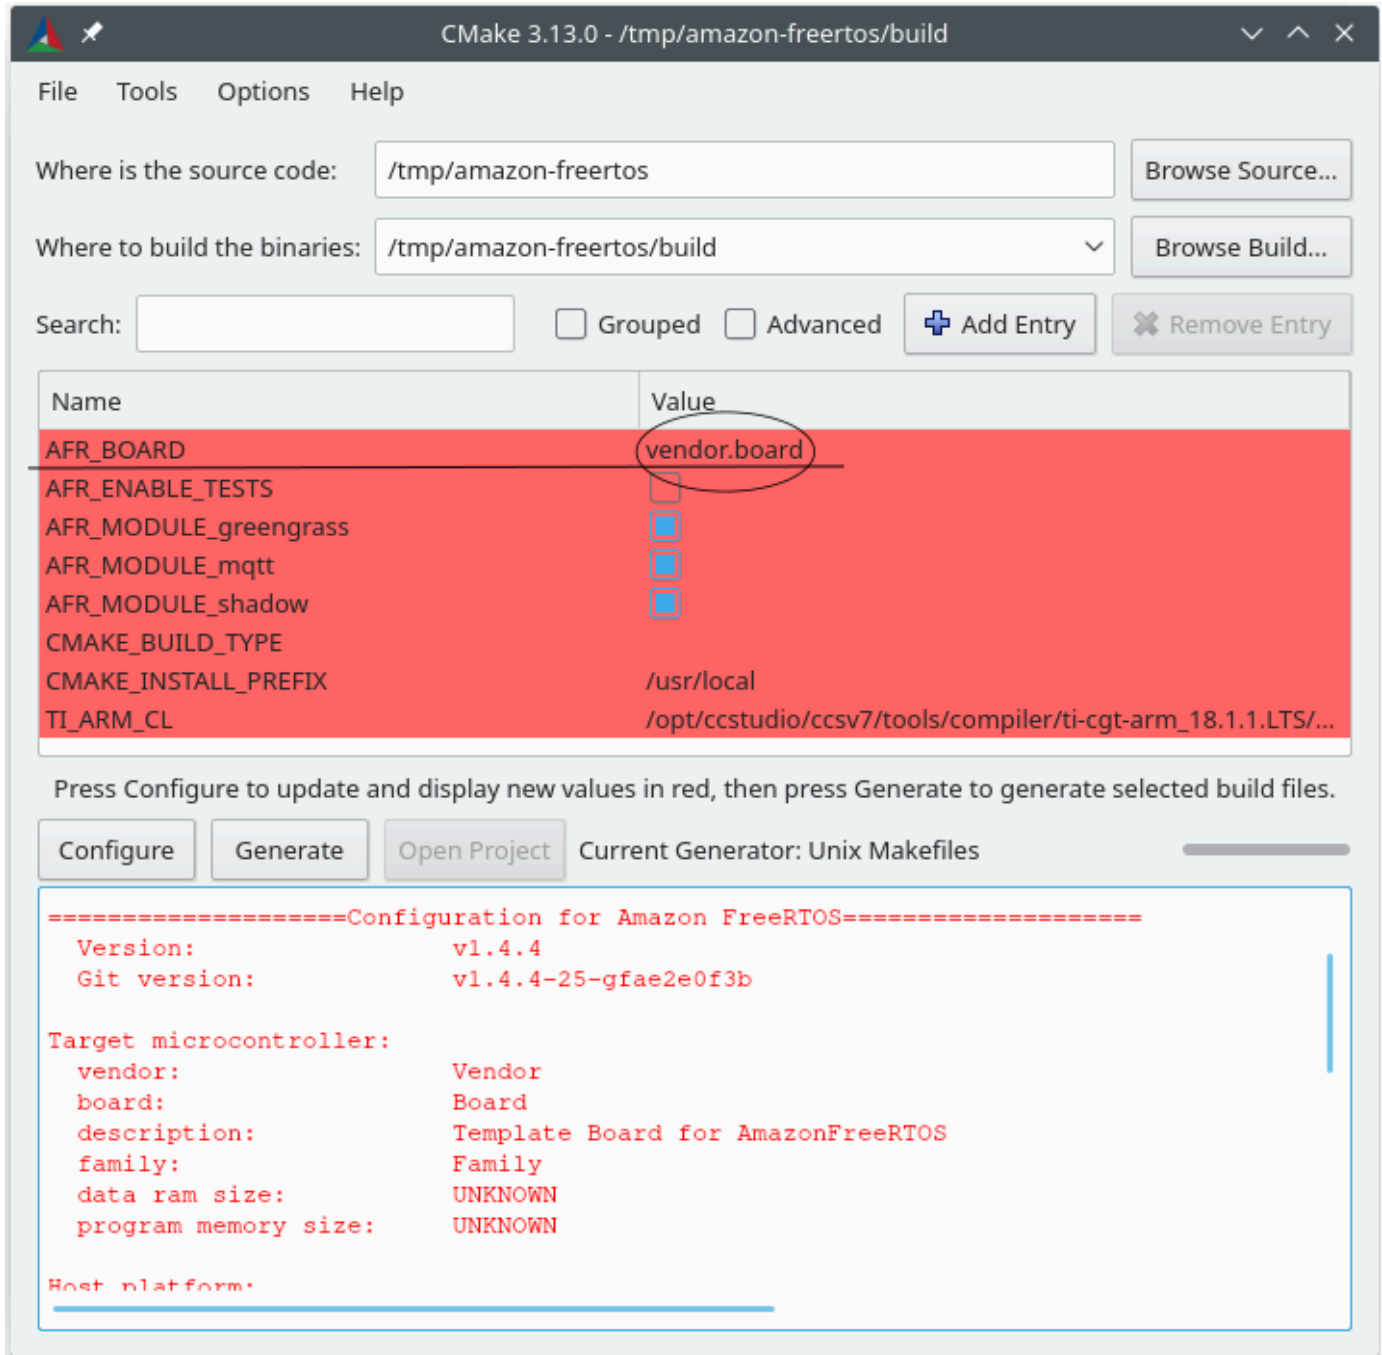 CMake 3.13.0 - /tmp/amazon-freertos/build
File Tools Options Help
Where is the source code: /tmp/amazon-freertos Browse Source...
Where to build the binaries: /tmp/amazon-freertos/build Browse Build...
Search: Grouped Advanced Add Entry Remove Entry
Name Value
AFR_BOARD vendor.board
AFR_ENABLE_TESTS
AFR_MODULE_greengrass
AFR_MODULE_mqtt
AFR_MODULE_shadow
CMAKE_BUILD_TYPE
CMAKE_INSTALL_PREFIX /usr/local
TI_ARM_CL /opt/ccstudio/ccsv7/tools/compiler/ti-cgt-arm_18.1.1.LTS/...
Press Configure to update and display new values in red, then press Generate to generate selected build files.
Configure Generate Open Project Current Generator: Unix Makefiles
====================Configuration for Amazon FreeRTOS====================
Version: v1.4.4
Git version: v1.4.4-25-gfae2e0f3b
Target microcontroller:
vendor: Vendor
board: Board
description: Template Board for AmazonFreeRTOS
family: Family
data ram size: UNKNOWN
program memory size: UNKNOWN
Host platform: